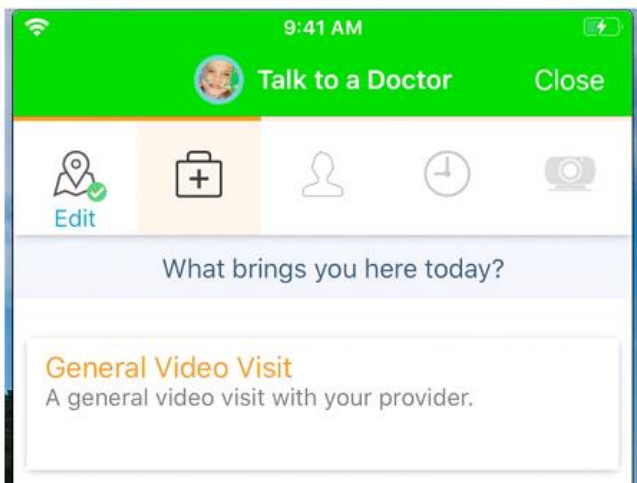 9:41 AM
Talk to a Doctor
Close
Edit
What brings you here today?
General Video Visit
A general video visit with your provider.